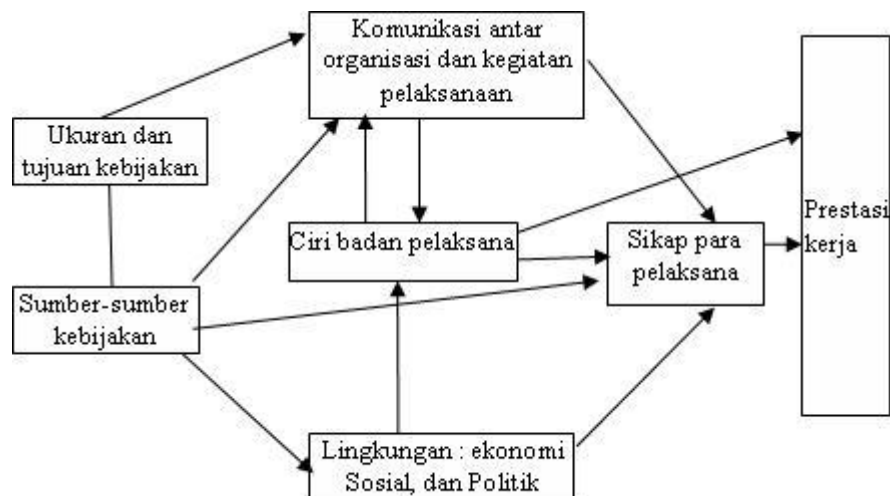 Komunikasi antar
organisasi dan kegiatan
pelaksanaan
Ukuran dan
tujuan kebijakan
Ciri badan pelaksana
Sikap para
pelaksana
Prestasi
kerja
Sumber-sumber
kebijakan
Lingkungan : ekonomi
Sosial, dan Politik